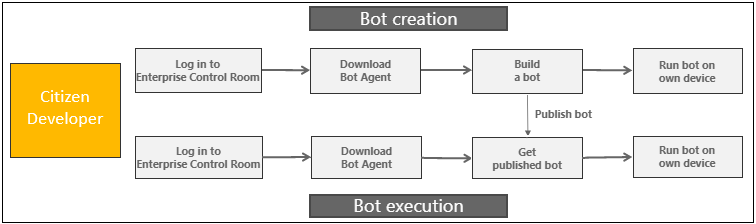 Bot creation
Citizen
Developer
Log in to
Enterprise Control Room
Download
Bot Agent
Build
a bot
Run bot on
own device
Publish bot
Log in to
Enterprise Control Room
Download
Bot Agent
Get
published bot
Run bot on
own device
Bot execution